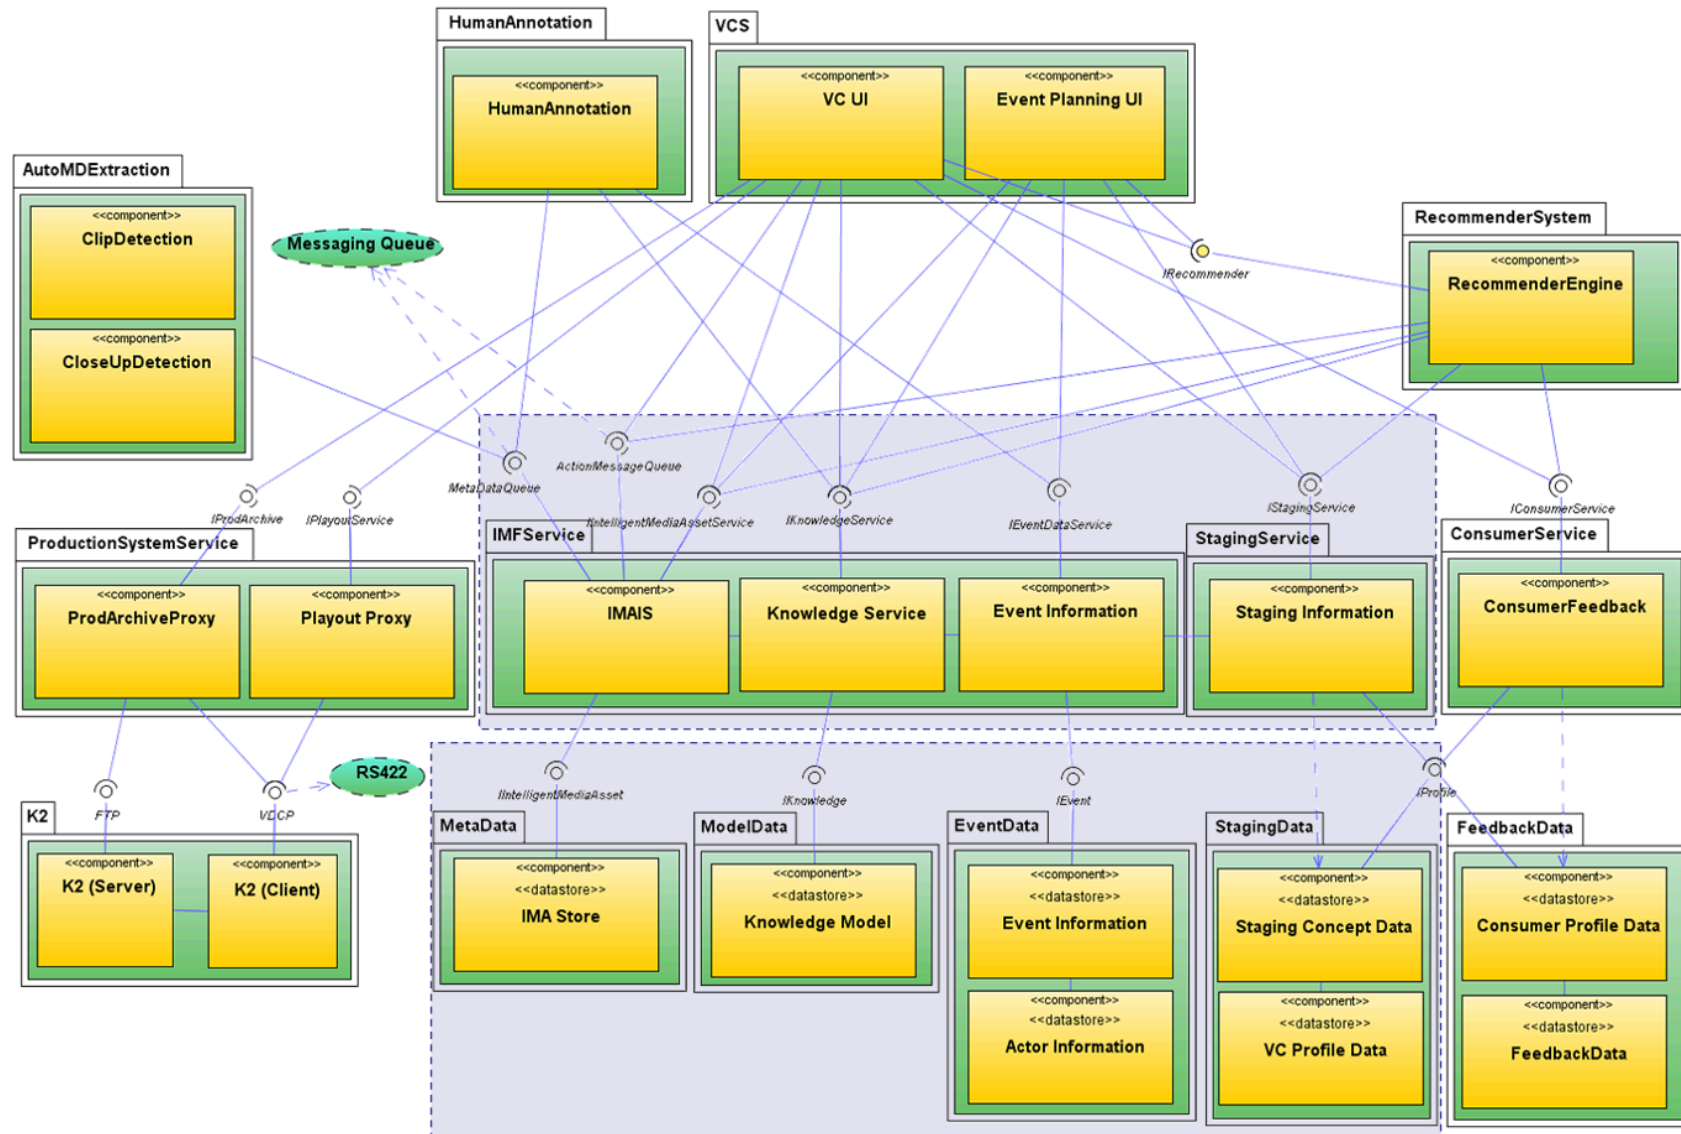 HumanAnnotation
<<component>>
HumanAnnotation
VCS
<<component>>
VC UI
<<component>>
Event Planning UI
AutoMDExtraction
<<component>>
ClipDetection
<<component>>
CloseUpDetection
Messaging Queue
IRecommender
RecommenderSystem
<<component>>
RecommenderEngine
IProdArchive
IPlayoutService
MetaDataQueue
ActionMessageQueue
IIntelligentMediaAssetService
IKnowledgeService
IEventDataService
IStagingService
IConsumerService
ProductionSystemService
<<component>>
ProdArchiveProxy
<<component>>
Playout Proxy
IMFService
<<component>>
IMAIS
<<component>>
Knowledge Service
<<component>>
Event Information
StagingService
<<component>>
Staging Information
ConsumerService
<<component>>
ConsumerFeedback
FTP
VDCP
RS422
IIntelligentMediaAsset
IKnowledge
IEvent
IProfile
K2
<<component>>
K2 (Server)
<<component>>
K2 (Client)
MetaData
<<component>>
<<datastore>>
IMA Store
ModelData
<<component>>
<<datastore>>
Knowledge Model
EventData
<<component>>
<<datastore>>
Event Information
<<component>>
<<datastore>>
Actor Information
StagingData
<<component>>
<<datastore>>
Staging Concept Data
<<component>>
<<datastore>>
VC Profile Data
FeedbackData
<<component>>
<<datastore>>
Consumer Profile Data
<<component>>
<<datastore>>
FeedbackData